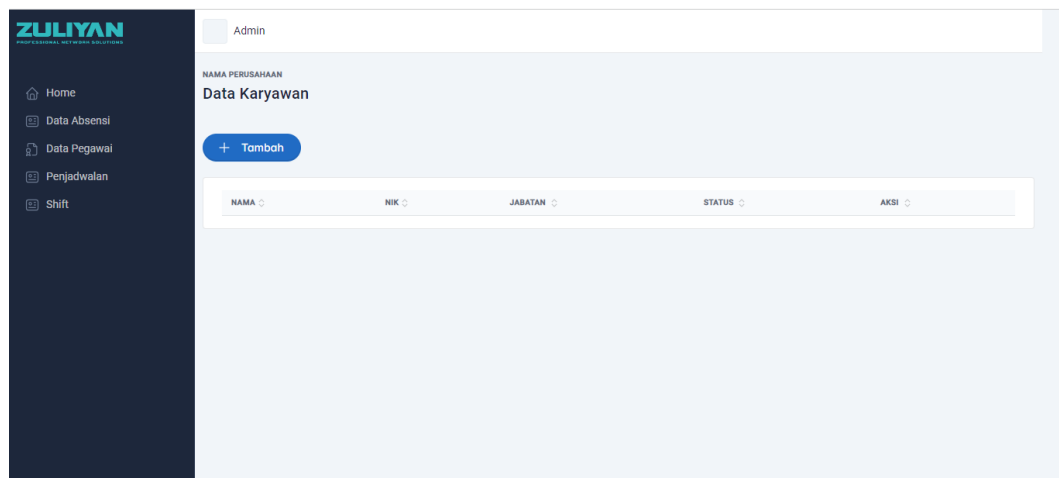 ZULIYAN
PROFESSIONAL NETWORK SOLUTIONS
Admin
Home
Data Absensi
Data Pegawai
Penjadwalan
Shift
NAMA PERUSAHAAN
Data Karyawan
+ Tambah
NAMA NIK JABATAN STATUS AKSI